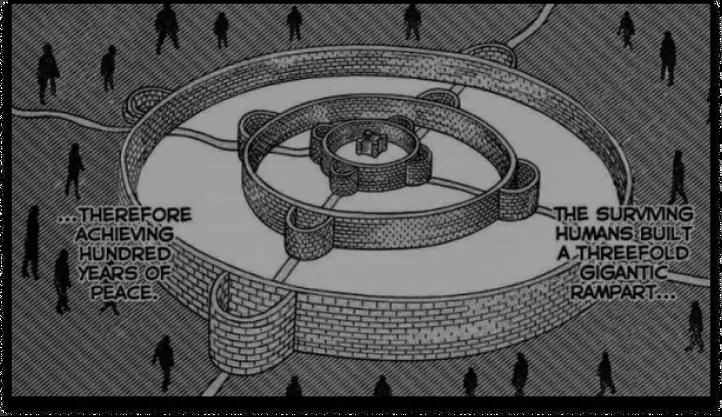 THE SURVIVING
HUMANS BUILT
A THREEFOLD
GIGANTIC
RAMPART...
...THEREFORE
ACHIEVING
HUNDRED
YEARS OF
PEACE.